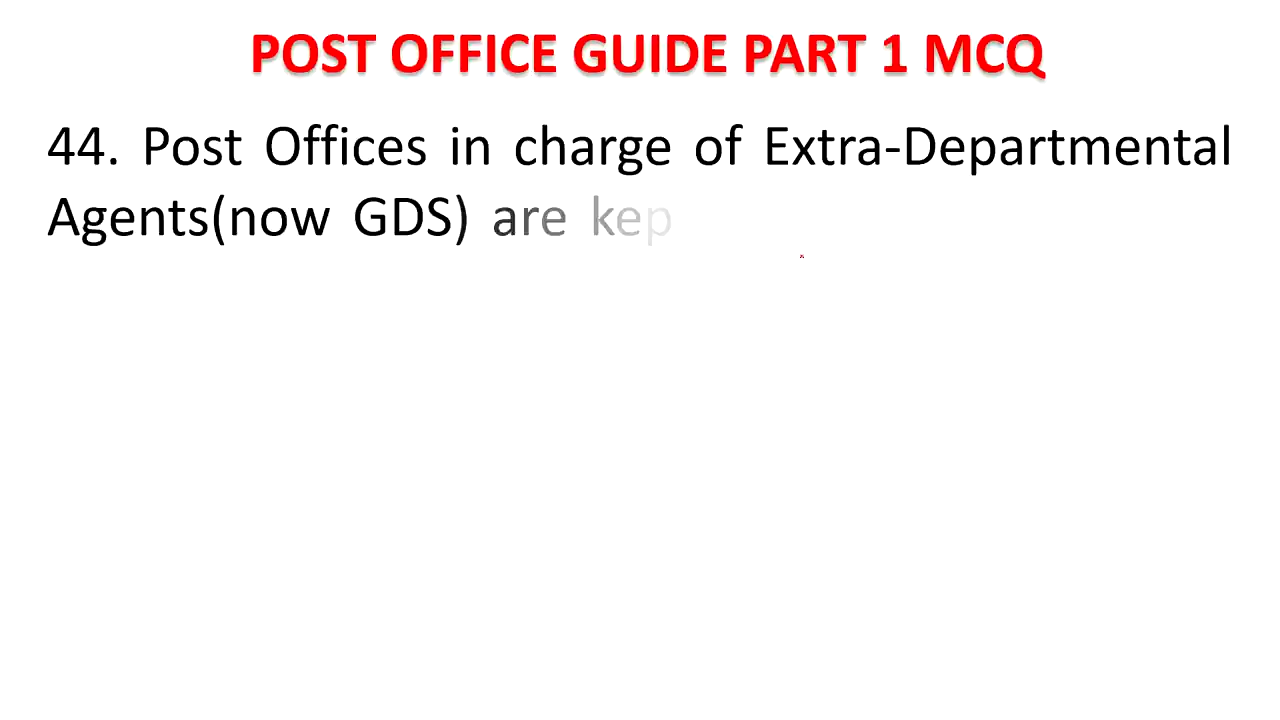 POST OFFICE GUIDE PART 1 MCQ
44. Post Offices in charge of Extra-Departmental
Agents(now GDS) are kep